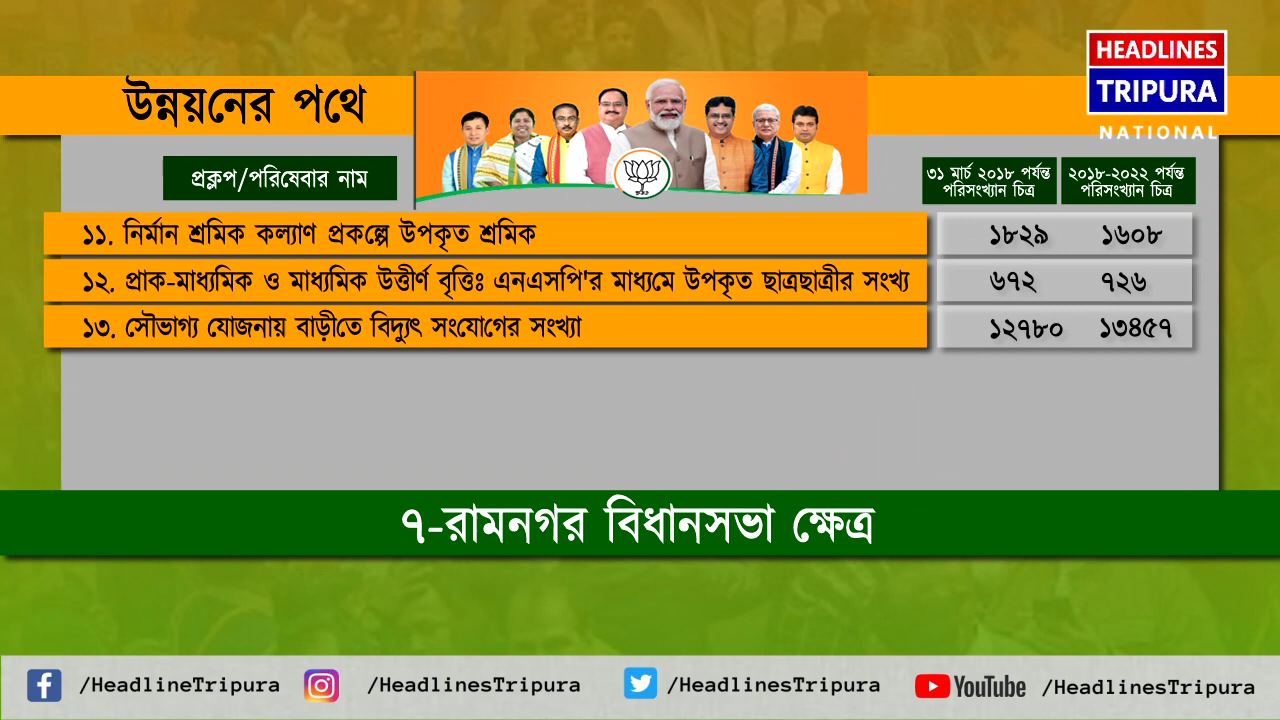 HEADLINES
TRIPURA
NATIONAL
উন্নয়নের পথে
প্রক্লপ/পরিষেবার নাম
৩১ মার্চ ২০১৮ পর্যন্ত
পরিসংখ্যান চিত্র
২০১৮-২০২২ পর্যন্ত
পরিসংখ্যান চিত্র
১১. নির্মান শ্রমিক কল্যাণ প্রকল্পে উপকৃত শ্রমিক ১৮২৯ ১৬০৮
১২. প্রাক-মাধ্যমিক ও মাধ্যমিক উত্তীর্ণ বৃত্তিঃ এনএসপি'র মাধ্যমে উপকৃত ছাত্রছাত্রীর সংখ্য ৬৭২ ৭২৬
১৩. সৌভাগ্য যোজনায় বাড়ীতে বিদ্যুৎ সংযোগের সংখ্যা ১২৭৮০ ১৩৪৫৭
৭-রামনগর বিধানসভা ক্ষেত্র
/HeadlineTripura /HeadlinesTripura /HeadlinesTripura YouTube /HeadlinesTripura